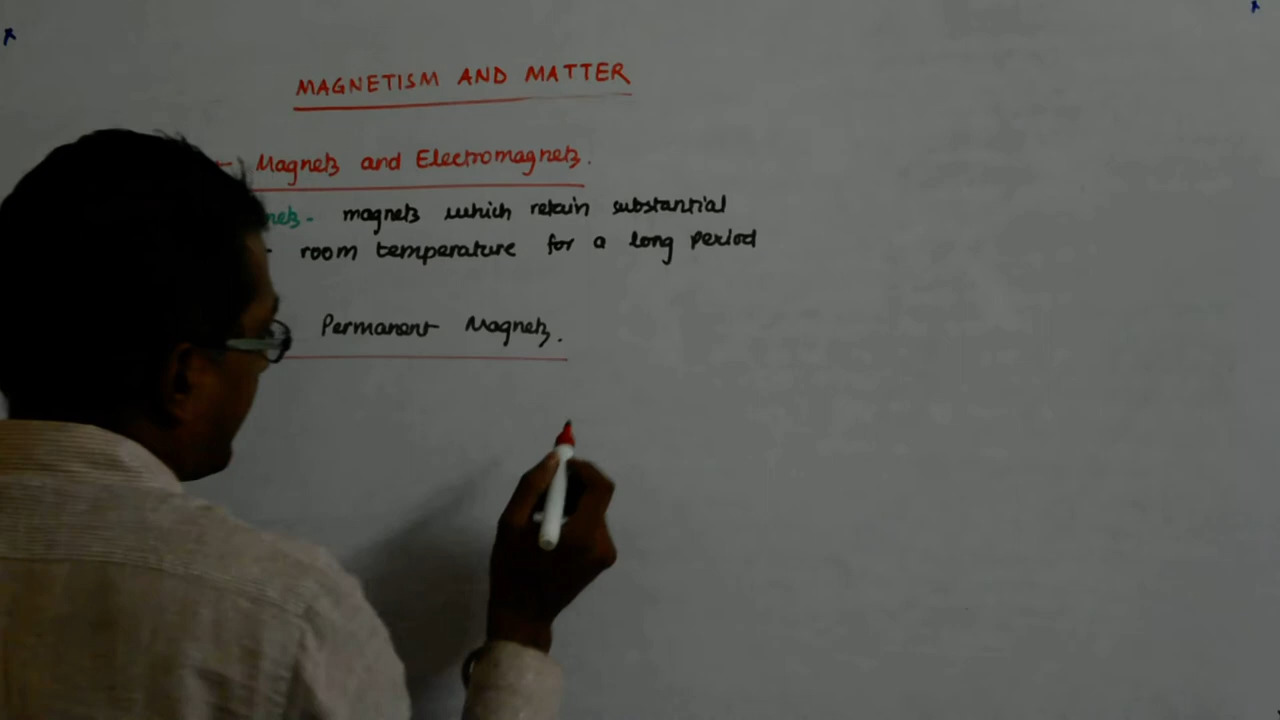 MAGNETISM AND MATTER
Magnets and Electromagnets.
magnets which retain substantial
room temperature for a long period
Permanent Magnets.